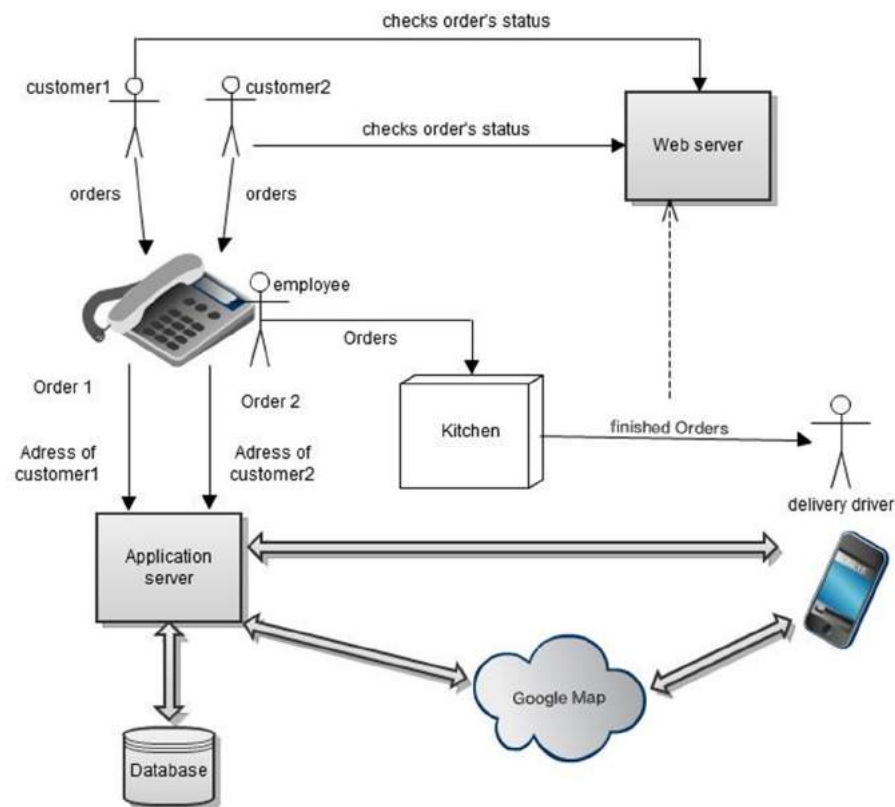 checks order's status
customer1
customer2
checks order's status
Web server
orders
orders
employee
Orders
Order 1
Order 2
Kitchen
finished Orders
Adress of
customer1
Adress of
customer2
delivery driver
Application
server
Google Map
Database